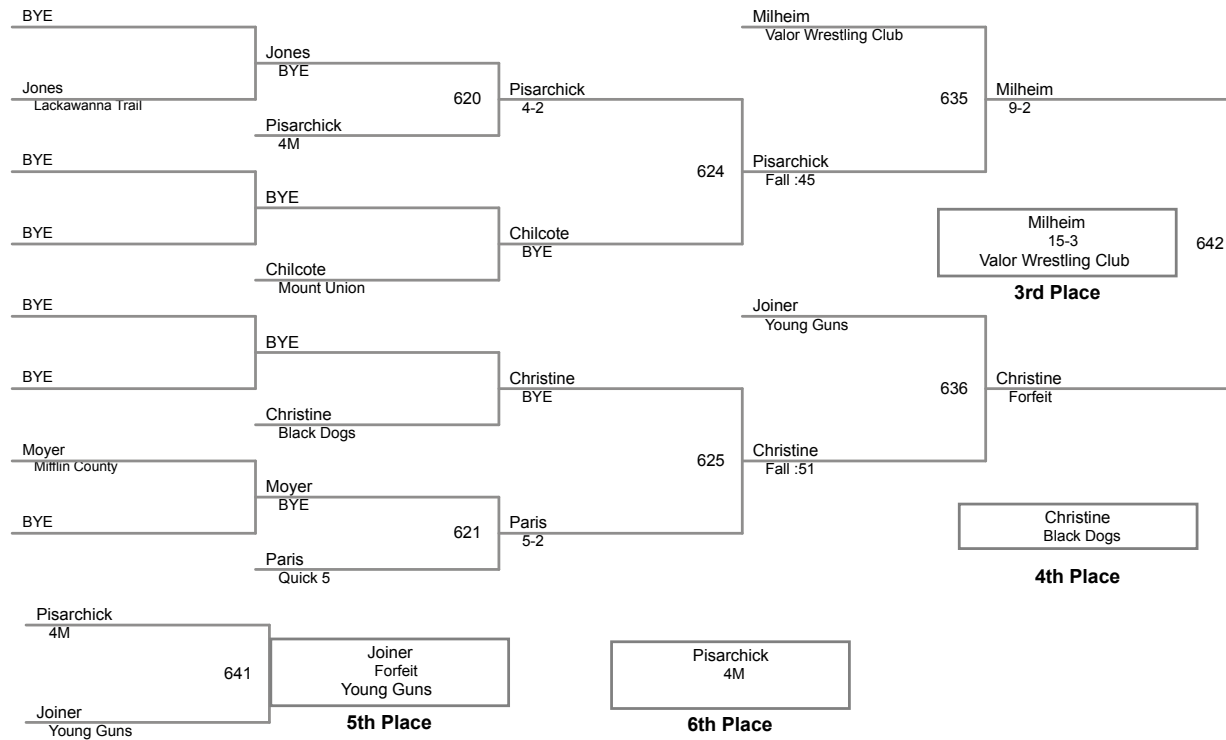 BYE
Jones
Lackawanna Trail
BYE
BYE
BYE
BYE
Moyer
Mifflin County
BYE
Jones
BYE
Pisarchick
4M
BYE
Chilcote
Mount Union
BYE
Christine
Black Dogs
Moyer
BYE
Paris
Quick 5
620
621
Pisarchick
4-2
Chilcote
BYE
Christine
BYE
Paris
5-2
624
625
Milheim
Valor Wrestling Club
Pisarchick
Fall :45
Joiner
Young Guns
Christine
Fall :51
635
636
Milheim
9-2
Christine
Forfeit
Milheim
15-3
Valor Wrestling Club
642
3rd Place
Christine
Black Dogs
4th Place
Pisarchick
4M
Joiner
Young Guns
641
Joiner
Forfeit
Young Guns
5th Place
Pisarchick
4M
6th Place